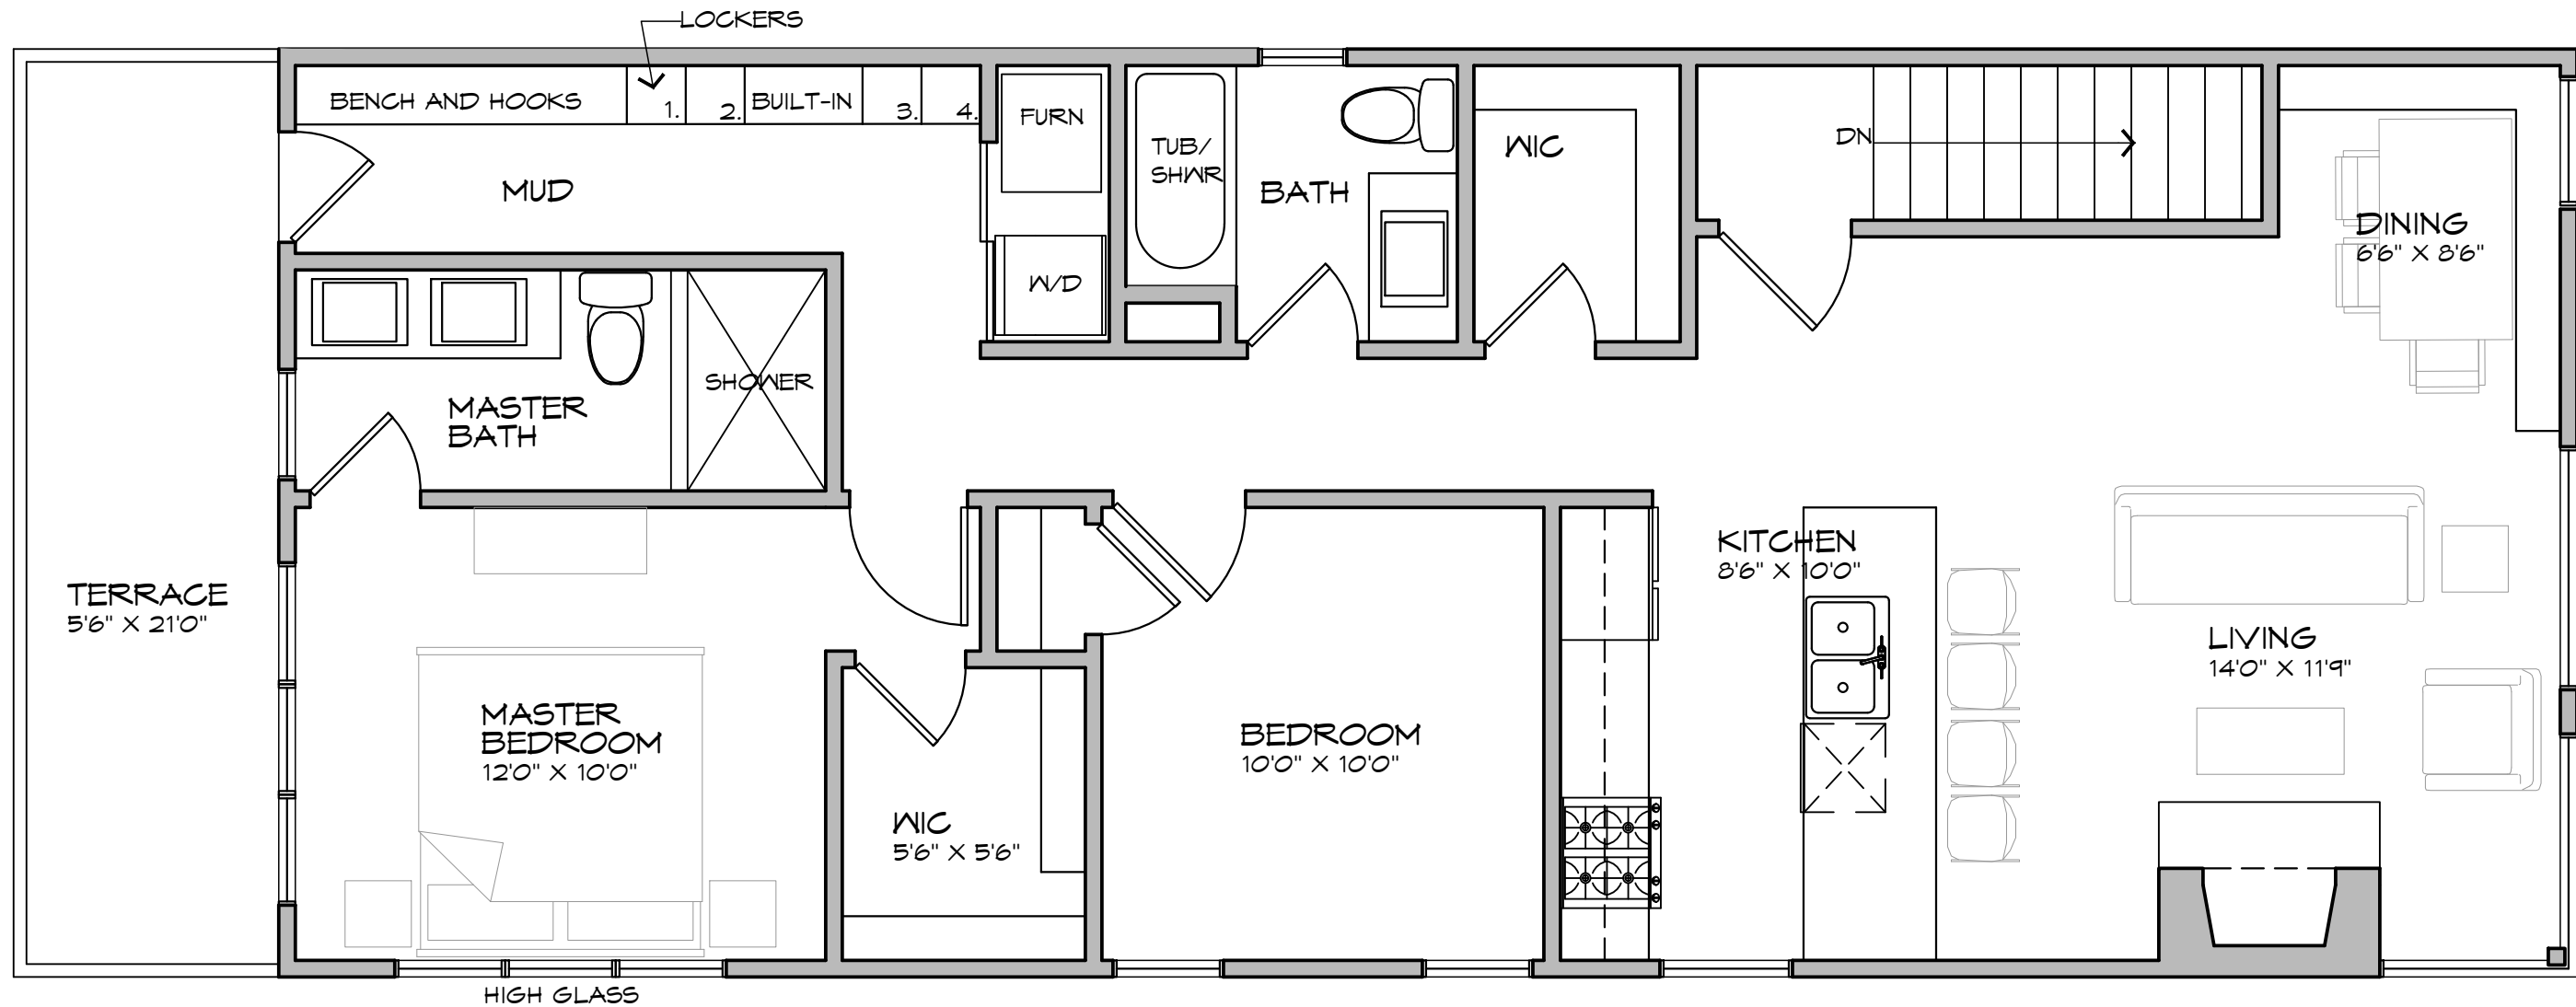 LOCKERS
BENCH AND HOOKS
1.
2.
BUILT-IN
3.
4.
FURN
MUD
TUB/
SHWR
BATH
WIC
DN
DINING
6'6" X 8'6"
W/D
SHOWER
MASTER
BATH
TERRACE
5'6" X 21'0"
KITCHEN
8'6" X 10'0"
LIVING
14'0" X 11'9"
MASTER
BEDROOM
12'0" X 10'0"
BEDROOM
10'0" X 10'0"
WIC
5'6" X 5'6"
HIGH GLASS